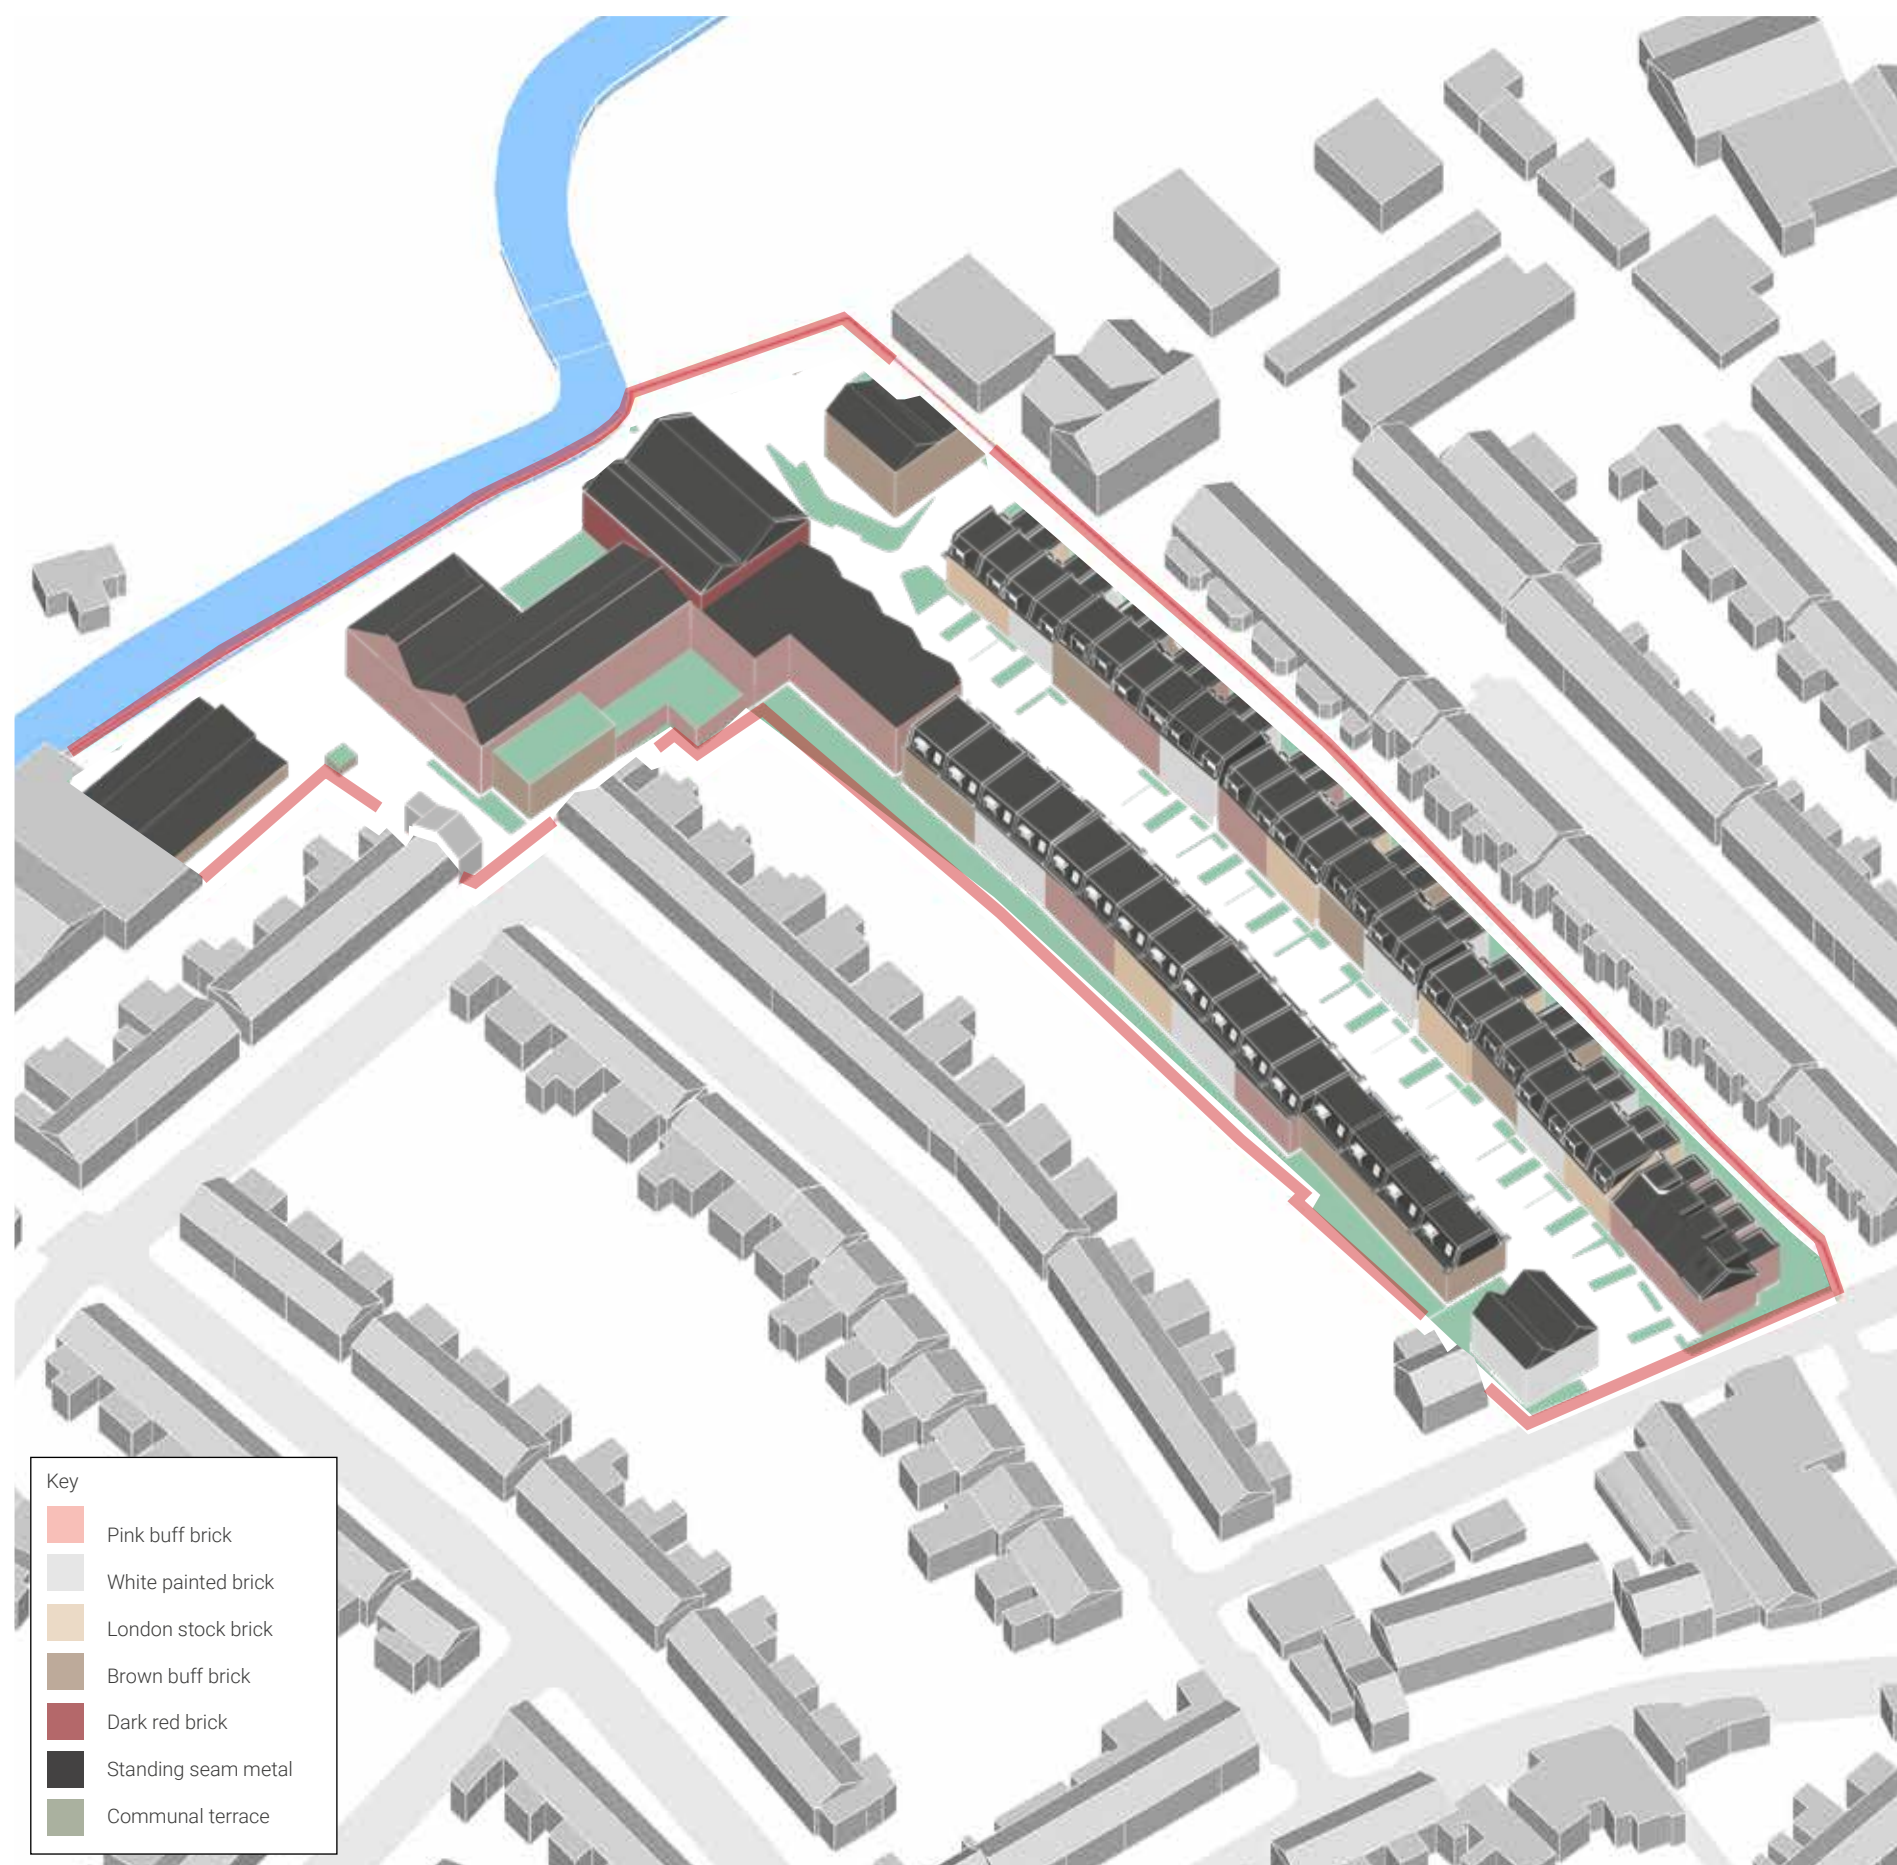 Key
Pink buff brick
White painted brick
London stock brick
Brown buff brick
Dark red brick
Standing seam metal
Communal terrace